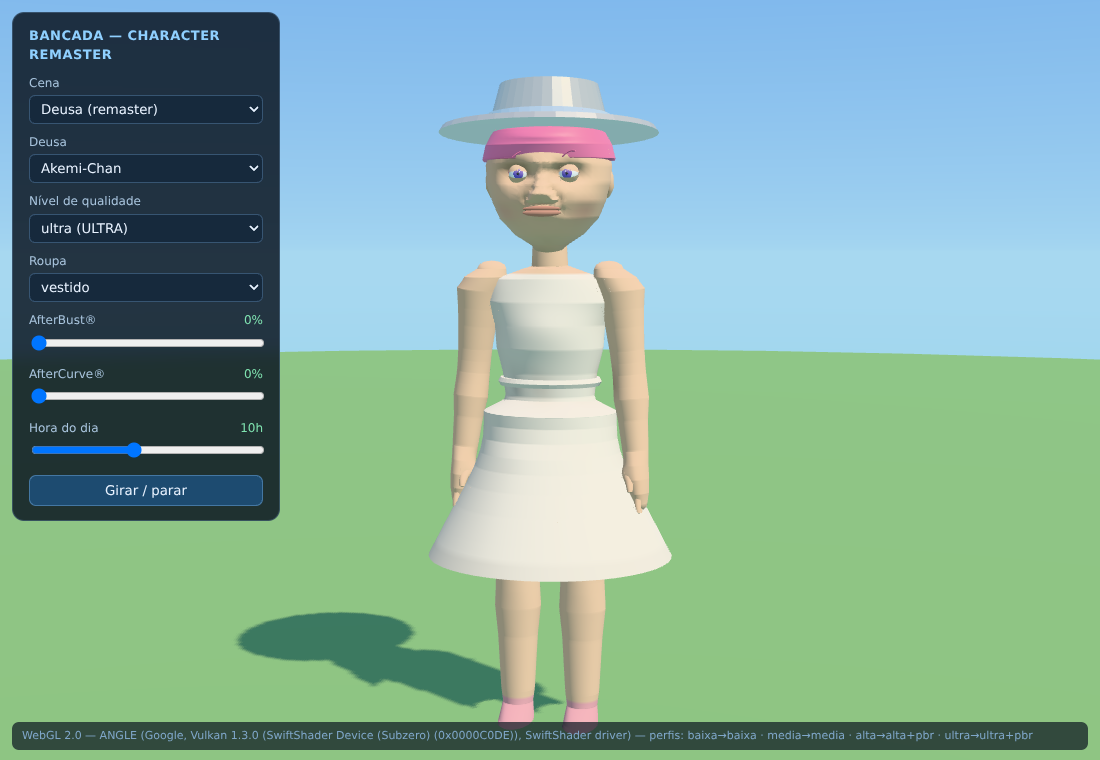 BANCADA — CHARACTER
REMASTER
Cena
Deusa (remaster)
Deusa
Akemi-Chan
Nível de qualidade
ultra (ULTRA)
Roupa
vestido
AfterBust® 0%
AfterCurve® 0%
Hora do dia 10h
Girar / parar
WebGL 2.0 — ANGLE (Google, Vulkan 1.3.0 (SwiftShader Device (Subzero) (0x0000C0DE)), SwiftShader driver) — perfis: baixa→baixa · media→media · alta→alta+pbr · ultra→ultra+pbr